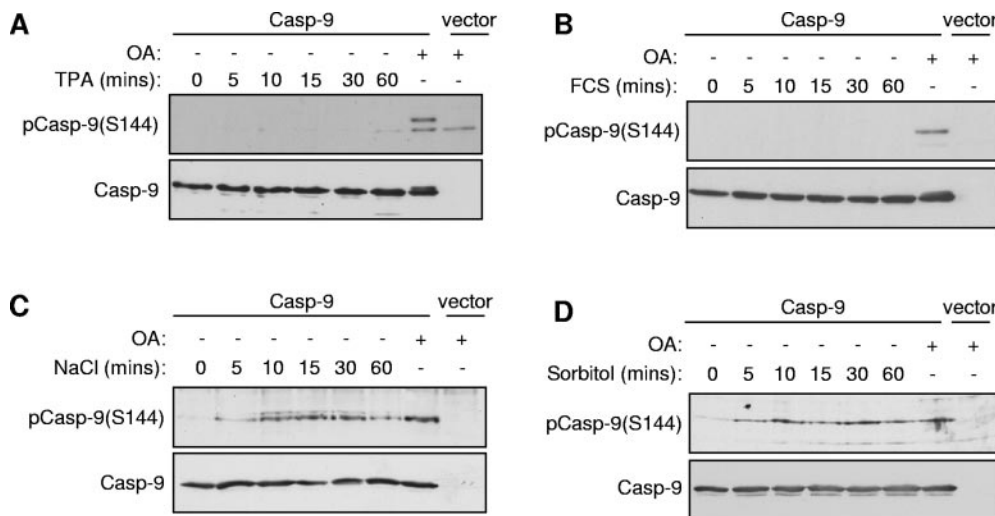 A
Casp-9 vector
OA: - - - - - - + +
TPA (mins): 0 5 10 15 30 60 - -
pCasp-9(S144)
Casp-9
B
Casp-9 vector
OA: - - - - - - + +
FCS (mins): 0 5 10 15 30 60 - -
pCasp-9(S144)
Casp-9
C
Casp-9 vector
OA: - - - - - - + +
NaCl (mins): 0 5 10 15 30 60 - -
pCasp-9(S144)
Casp-9
D
Casp-9 vector
OA: - - - - - - + +
Sorbitol (mins): 0 5 10 15 30 60 - -
pCasp-9(S144)
Casp-9